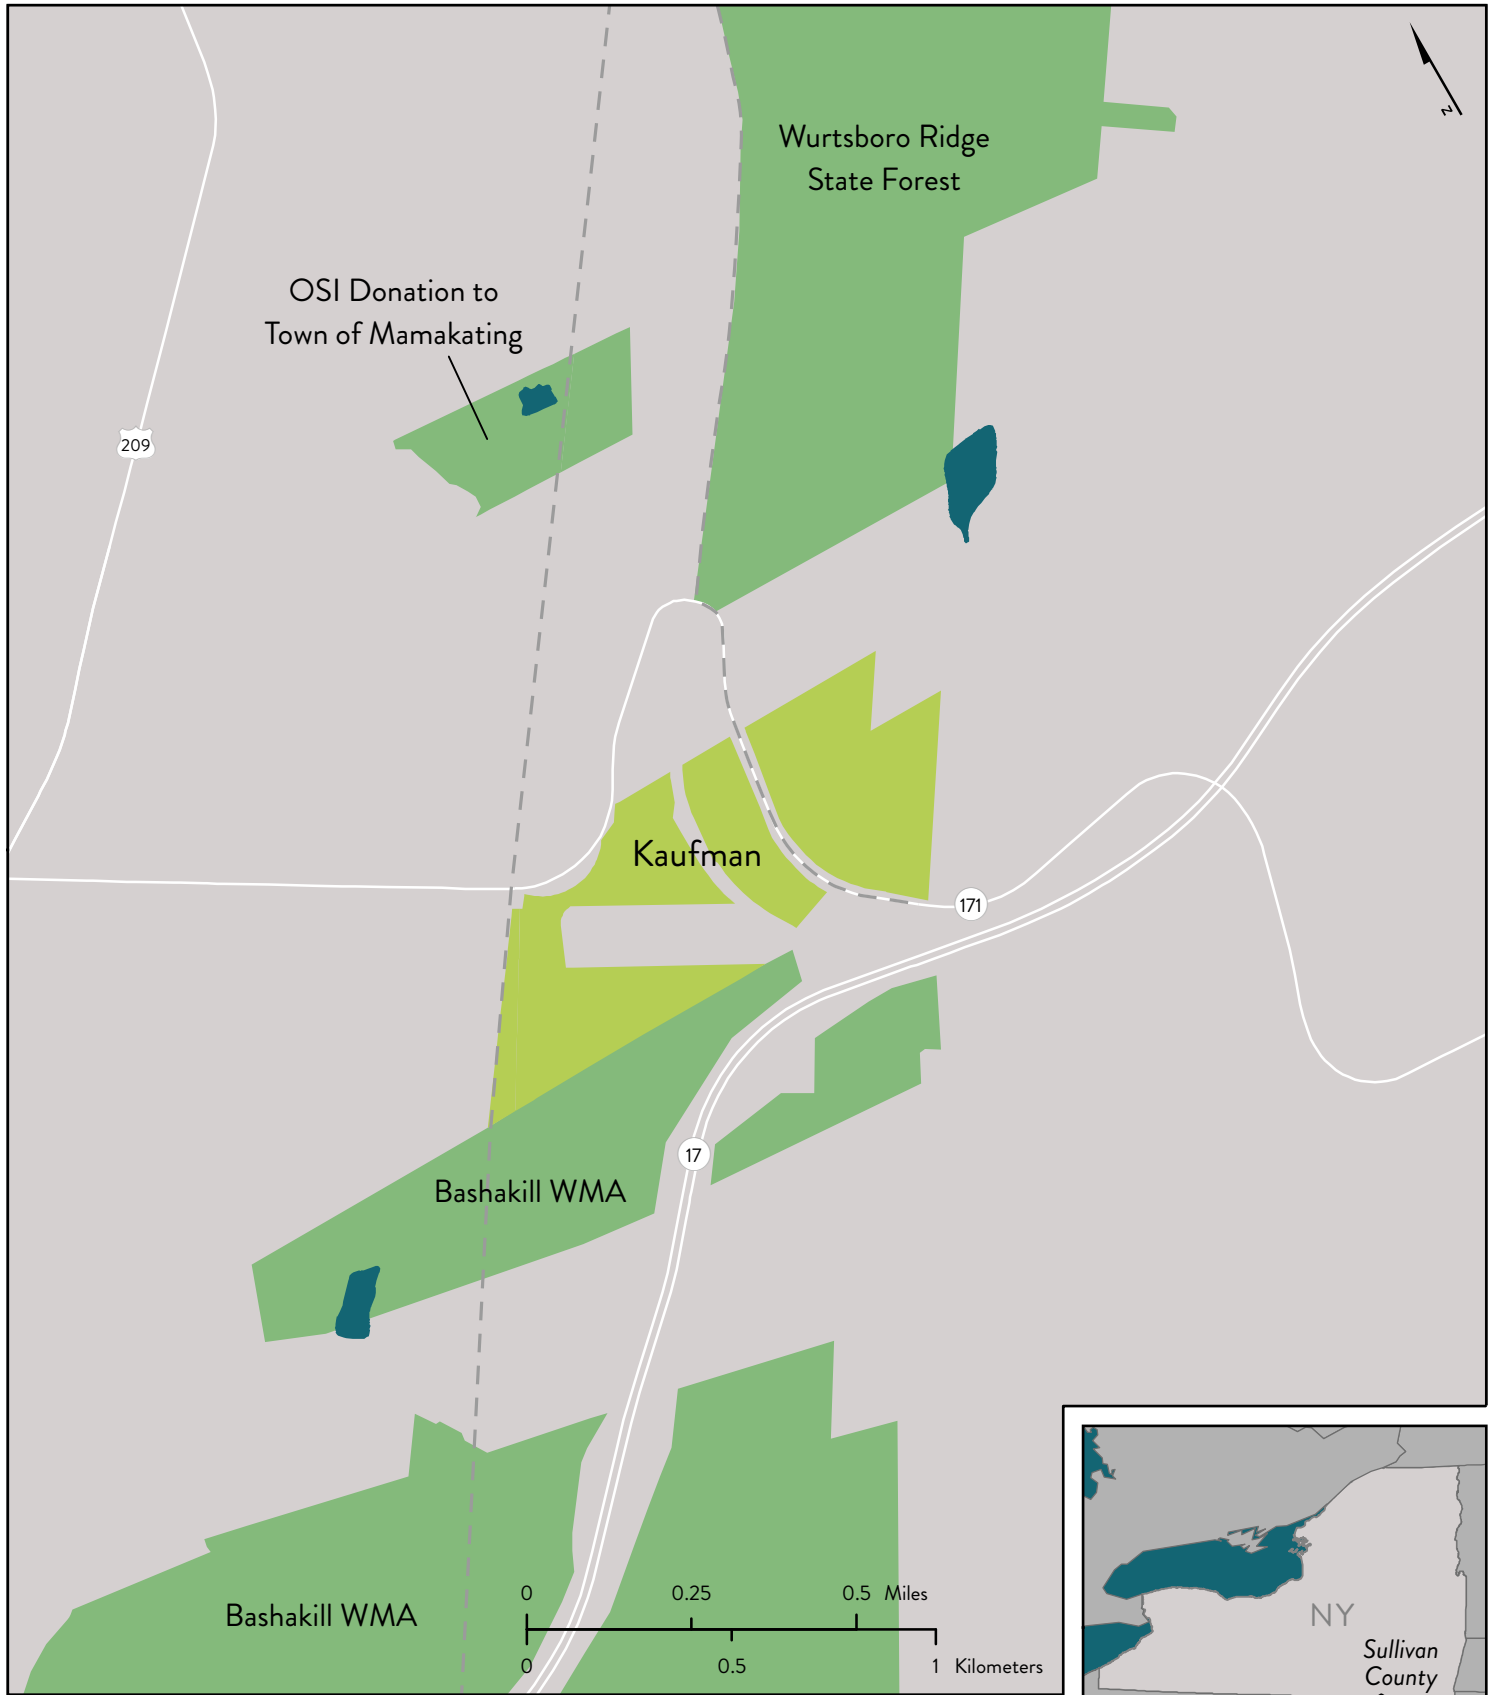 Wurtsboro Ridge
State Forest
OSI Donation to
Town of Mamakating
209
Kaufman
171
17
Bashakill WMA
Bashakill WMA
0 0.25 0.5 Miles
0 0.5 1 Kilometers
N
NY
Sullivan
County